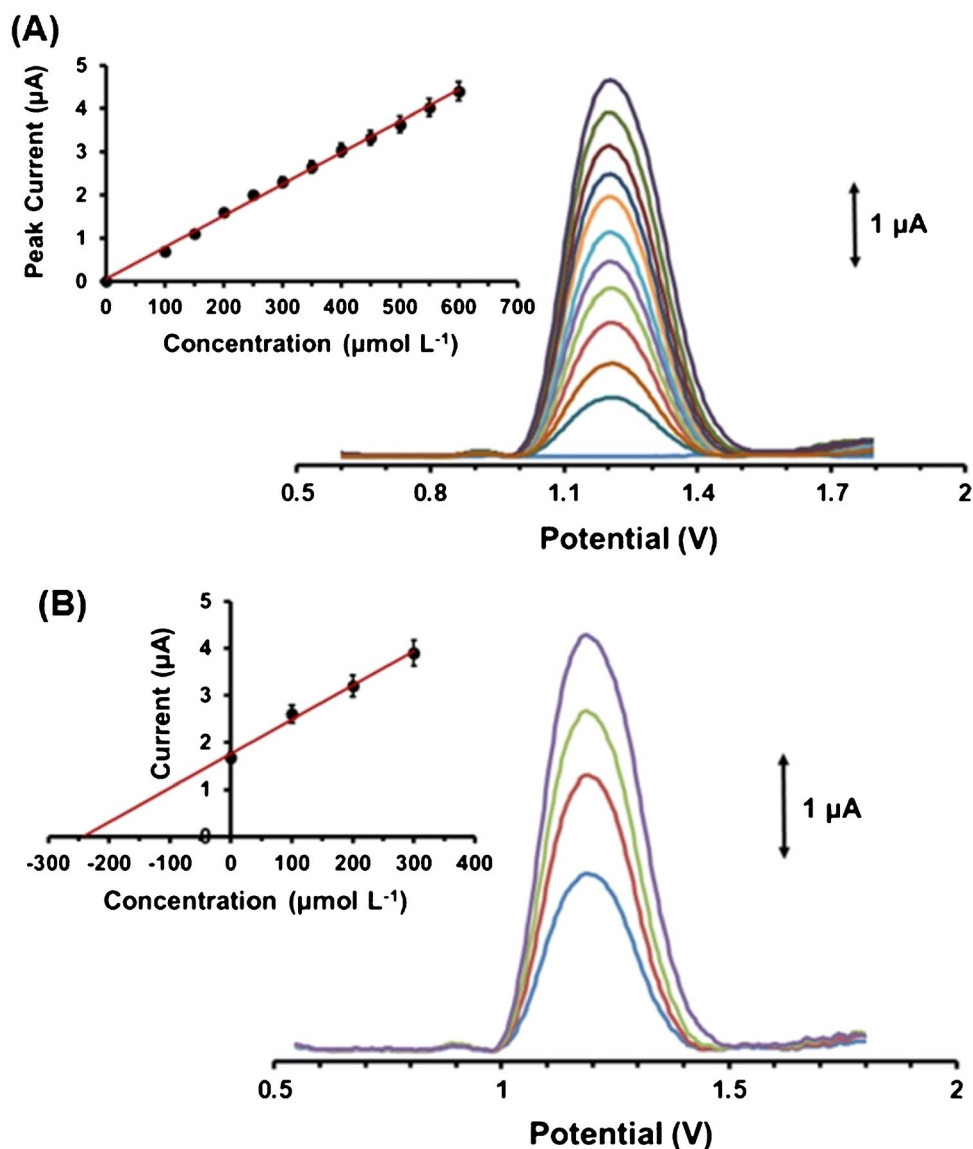 (A)
Peak Current (µA)
5
4
3
2
1
0
0 100 200 300 400 500 600 700
Concentration (µmol L-1)
1 µA
0.5 0.8 1.1 1.4 1.7 2
Potential (V)
(B)
Current (µA)
5
4
3
2
1
0
-300 -200 -100 0 100 200 300 400
Concentration (µmol L-1)
1 µA
0.5 1 1.5 2
Potential (V)